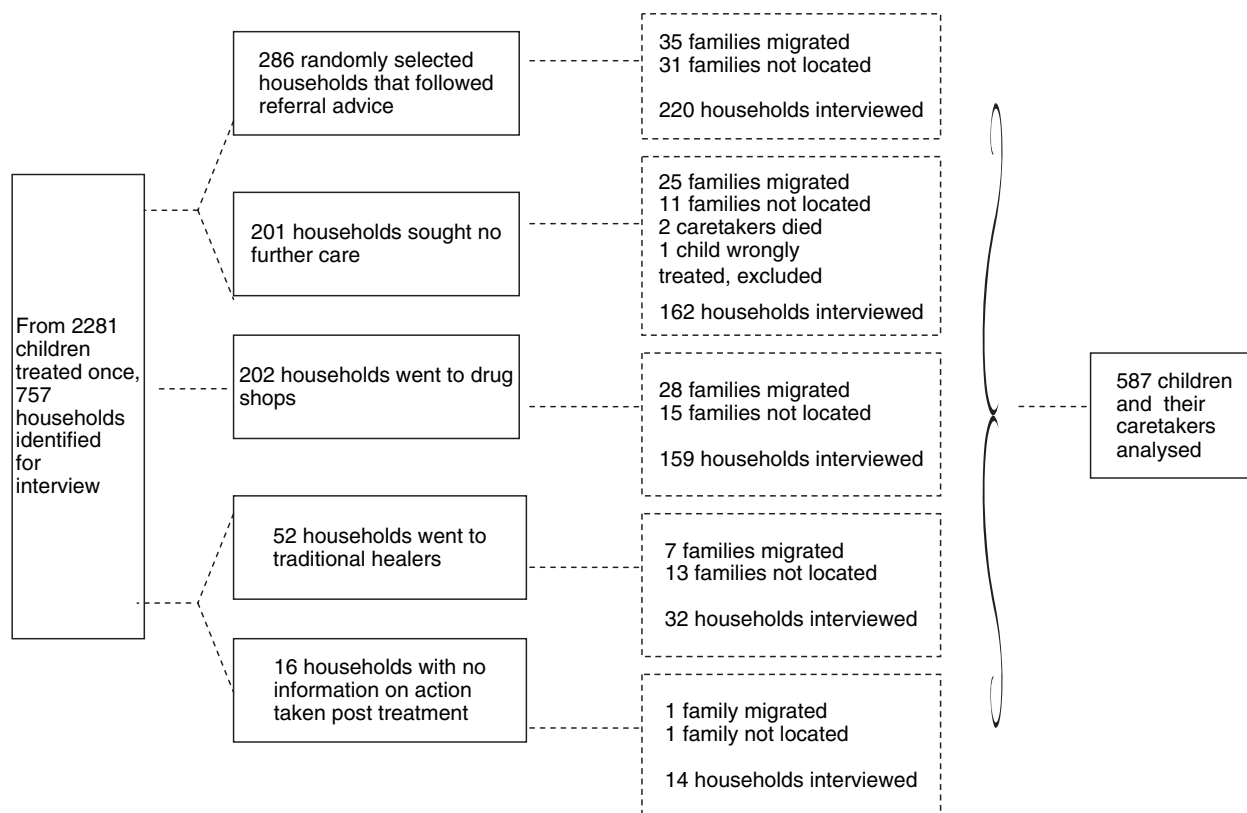 From 2281
children
treated once,
757
households
identified
for
interview
286 randomly selected
households that followed
referral advice
35 families migrated
31 families not located
220 households interviewed
201 households sought no
further care
25 families migrated
11 families not located
2 caretakers died
1 child wrongly
treated, excluded
162 households interviewed
202 households went to drug
shops
28 families migrated
15 families not located
159 households interviewed
52 households went to
traditional healers
7 families migrated
13 families not located
32 households interviewed
16 households with no
information on action
taken post treatment
1 family migrated
1 family not located
14 households interviewed
587 children
and their
caretakers
analysed